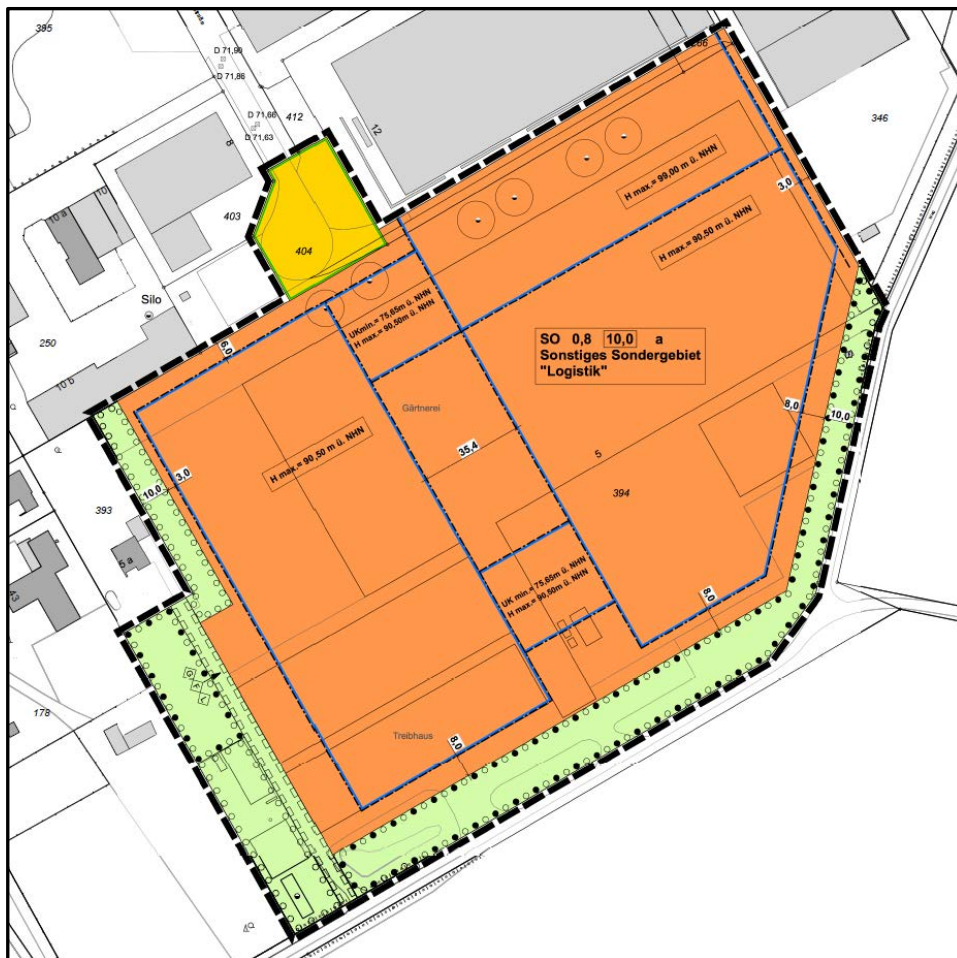 395
D 71,90
D 71,86
412
D 71,66
D 71,63
8
12
286
346
10 a
10
403
404
H max.= 99,00 m ü. NHN
3,0
H max.= 90,50 m ü. NHN
Silo
UKmin.= 75,65m ü. NHN
H max.= 90,50m ü. NHN
6,0
250
10 b
SO 0,8 10,0 a
Sonstiges Sondergebiet
"Logistik"
Gärtnerei
8,0
10,0
H max.= 90,50 m ü. NHN
35,4
5
3,0
10,0
394
393
5 a
43
UK min.= 75,65m ü. NHN
H max.= 90,50m ü. NHN
8,0
G
F
L
178
Treibhaus
8,0